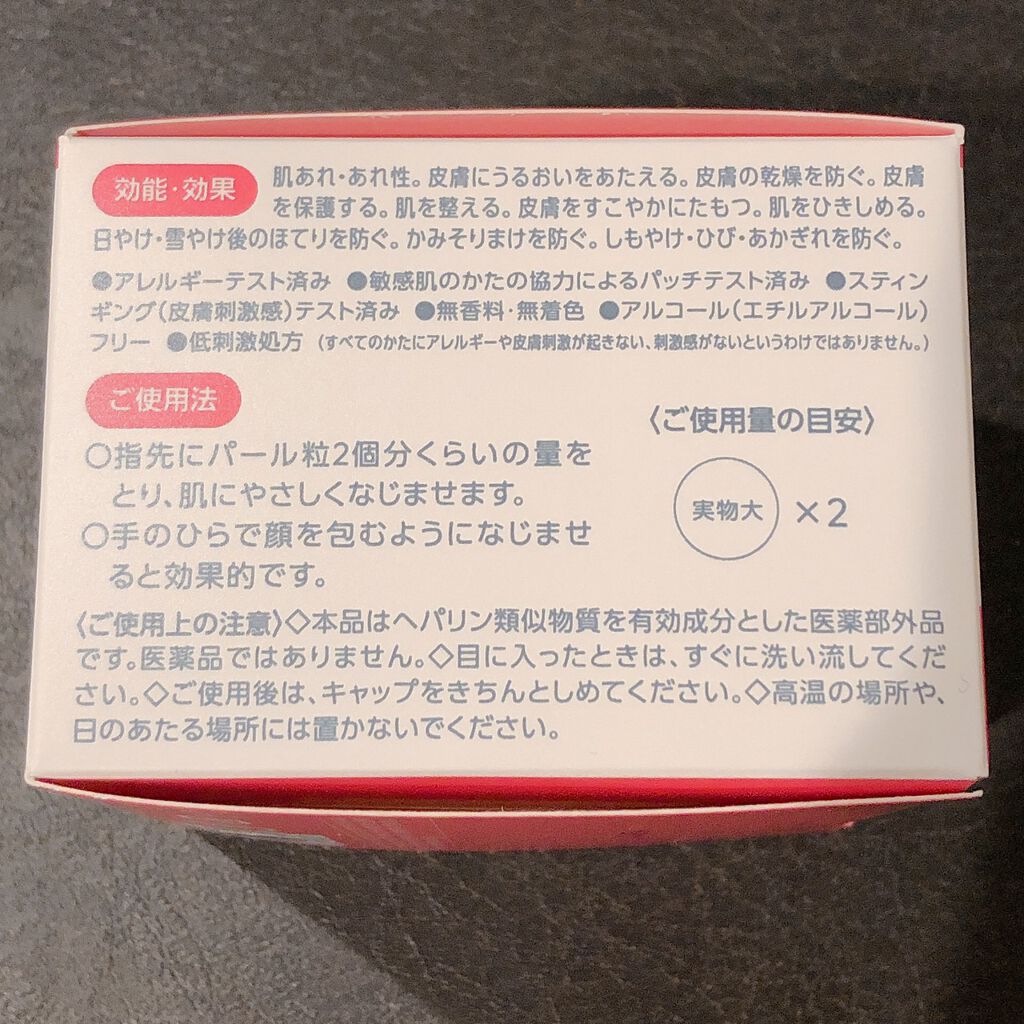 効能・効果
肌あれ・あれ性。皮膚にうるおいをあたえる。皮膚の乾燥を防ぐ。皮膚
を保護する。肌を整える。皮膚をすこやかにたもつ。肌をひきしめる。
日やけ・雪やけ後のほてりを防ぐ。かみそりまけを防ぐ。しもやけ・ひび・あかぎれを防ぐ。
●アレルギーテスト済み ●敏感肌のかたの協力によるパッチテスト済み ●スティン
ギング(皮膚刺激感)テスト済み ●無香料・無着色 ●アルコール(エチルアルコール)
フリー ●低刺激処方 (すべてのかたにアレルギーや皮膚刺激が起きない、刺激感がないというわけではありません。)
ご使用法
○指先にパール粒2個分くらいの量を
とり、肌にやさしくなじませます。
○手のひらで顔を包むようになじませ
ると効果的です。
〈ご使用量の目安〉
実物大 ×2
〈ご使用上の注意〉◇本品はヘパリン類似物質を有効成分とした医薬部外品
です。医薬品ではありません。◇目に入ったときは、すぐに洗い流してくだ
さい。◇ご使用後は、キャップをきちんとしめてください。◇高温の場所や、
日のあたる場所には置かないでください。